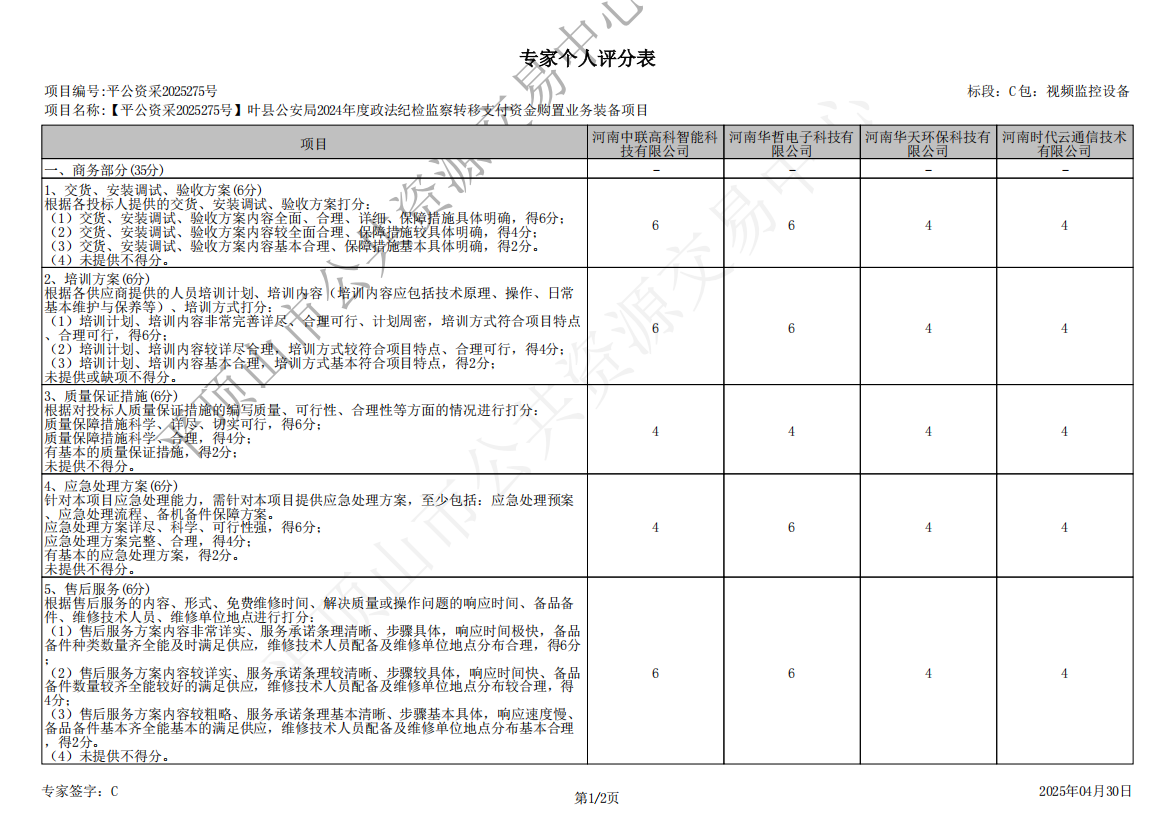 专家个人评分表
项目编号:平公资采2025275号
标段: C包: 视频监控设备
项目名称:【平公资采2025275号】叶县公安局2024年度政法纪检监察转移支付资金购置业务装备项目
项目
河南中联高科智能科
技有限公司
河南华哲电子科技有
限公司
河南华天环保科技有
限公司
河南时代云通信技术
有限公司
一、商务部分(35分)
- - - -
1、交货、安装调试、验收方案(6分)
根据各投标人提供的交货、安装调试、验收方案打分:
（1）交货、安装调试、验收方案内容全面、合理、详细、保障措施具体明确，得6分;
（2）交货、安装调试、验收方案内容较全面合理、保障措施较具体明确，得4分;
（3）交货、安装调试、验收方案内容基本合理、保障措施基本具体明确，得2分。
（4）未提供不得分。
6 6 4 4
2、培训方案(6分)
根据各供应商提供的人员培训计划、培训内容（培训内容应包括技术原理、操作、日常
基本维护与保养等）、培训方式打分:
（1）培训计划、培训内容非常完善详尽、合理可行、计划周密，培训方式符合项目特点
、合理可行，得6分;
（2）培训计划、培训内容较详尽合理，培训方式较符合项目特点、合理可行，得4分;
（3）培训计划、培训内容基本合理，培训方式基本符合项目特点，得2分;
未提供或缺项不得分。
6 6 4 4
3、质量保证措施(6分)
根据对投标人质量保证措施的编写质量、可行性、合理性等方面的情况进行打分:
质量保障措施科学、详尽、切实可行，得6分;
质量保障措施科学、合理，得4分;
有基本的质量保证措施，得2分;
未提供不得分。
4 4 4 4
4、应急处理方案(6分)
针对本项目应急处理能力，需针对本项目提供应急处理方案，至少包括: 应急处理预案
、应急处理流程、备机备件保障方案。
应急处理方案详尽、科学、可行性强，得6分;
应急处理方案完整、合理，得4分;
有基本的应急处理方案，得2分。
未提供不得分。
4 6 4 4
5、售后服务(6分)
根据售后服务的内容、形式、免费维修时间、解决质量或操作问题的响应时间、备品备
件、维修技术人员、维修单位地点进行打分:
（1）售后服务方案内容非常详实、服务承诺条理清晰、步骤具体，响应时间极快，备品
备件种类数量齐全能及时满足供应，维修技术人员配备及维修单位地点分布合理，得6分
;
（2）售后服务方案内容较详实、服务承诺条理较清晰、步骤较具体，响应时间快、备品
备件数量较齐全能较好的满足供应，维修技术人员配备及维修单位地点分布较合理，得
4分;
（3）售后服务方案内容较粗略、服务承诺条理基本清晰、步骤基本具体，响应速度慢、
备品备件基本齐全能基本的满足供应，维修技术人员配备及维修单位地点分布基本合理
，得2分。
（4）未提供不得分。
6 6 4 4
专家签字: C
第1/2页
2025年04月30日
平顶山市公共资源交易中心
平顶山市公共资源交易中心